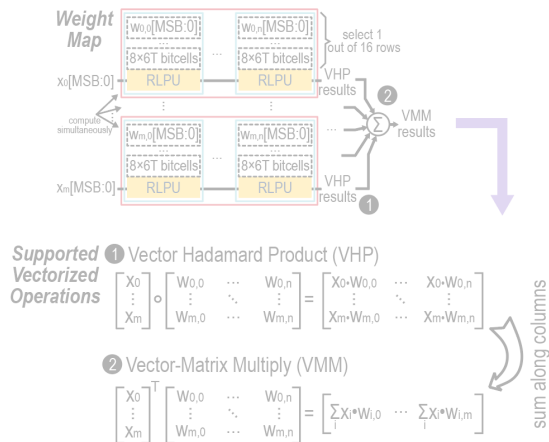 Weight
Map
w0,0[MSB:0] w0,n[MSB:0]
...
8×6T bitcells ... 8×6T bitcells
RLPU RLPU
select 1
out of 16 rows
x0[MSB:0]
VHP
results
compute
simultaneously
2
Σ
VMM
results
wm,0[MSB:0] wm,n[MSB:0]
...
8×6T bitcells ... 8×6T bitcells
RLPU RLPU
xm[MSB:0]
VHP
results
1
Supported
Vectorized
Operations
1 Vector Hadamard Product (VHP)
[x0 ⋮ xm] ∘ [w0,0 ⋯ w0,n ⋮ ⋱ ⋮ wm,0 ⋯ wm,n] = [x0•w0,0 ⋯ x0•w0,n ⋮ ⋱ ⋮ xm•wm,0 ⋯ xm•wm,n]
2 Vector-Matrix Multiply (VMM)
[x0 ⋮ xm]T [w0,0 ⋯ w0,n ⋮ ⋱ ⋮ wm,0 ⋯ wm,n] = [Σi xi•wi,0 ⋯ Σi xi•wi,m]
sum along columns